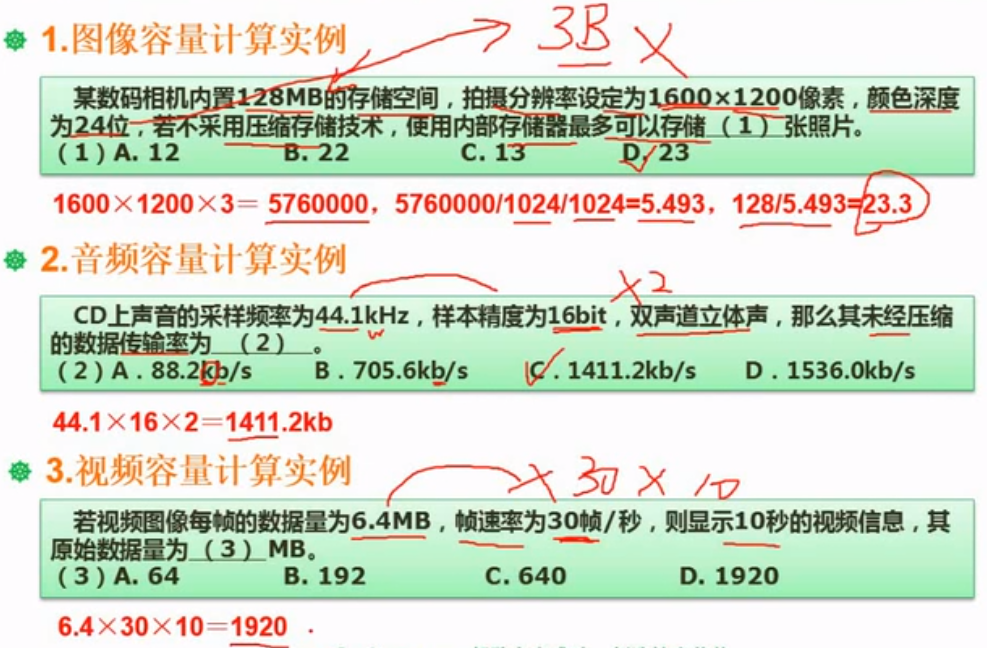 1.图像容量计算实例
3B ×
某数码相机内置128MB的存储空间，拍摄分辨率设定为1600×1200像素，颜色深度
为24位，若不采用压缩存储技术，使用内部存储器最多可以存储（1）张照片。
（1）A. 12 B. 22 C. 13 D. 23
1600×1200×3= 5760000，5760000/1024/1024=5.493，128/5.493=23.3
2.音频容量计算实例
×2
CD上声音的采样频率为44.1kHz，样本精度为16bit，双声道立体声，那么其未经压缩
的数据传输率为 （2） 。
（2）A．88.2kb/s B．705.6kb/s C．1411.2kb/s D．1536.0kb/s
44.1×16×2=1411.2kb
3.视频容量计算实例
× 30 × 10
若视频图像每帧的数据量为6.4MB，帧速率为30帧/秒，则显示10秒的视频信息，其
原始数据量为（3）MB。
（3）A. 64 B. 192 C. 640 D. 1920
6.4×30×10=1920